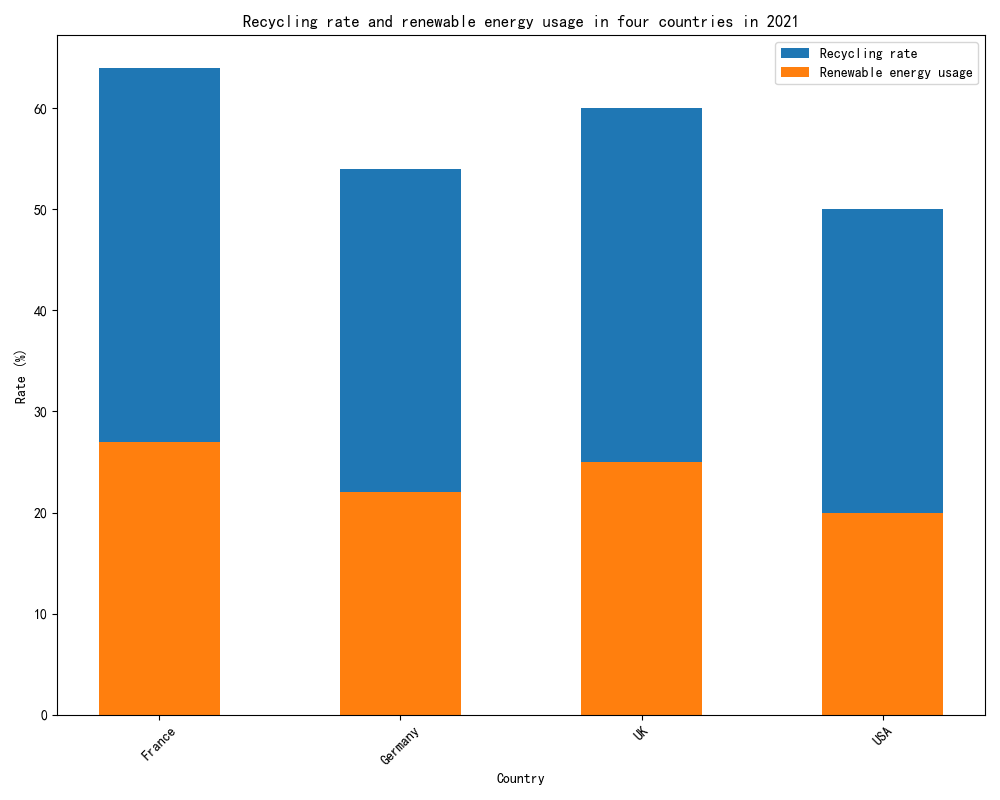 Recycling rate and renewable energy usage in four countries in 2021
Recycling rate
Renewable energy usage
Rate (%)
60
50
40
30
20
10
0
France
Germany
UK
USA
Country